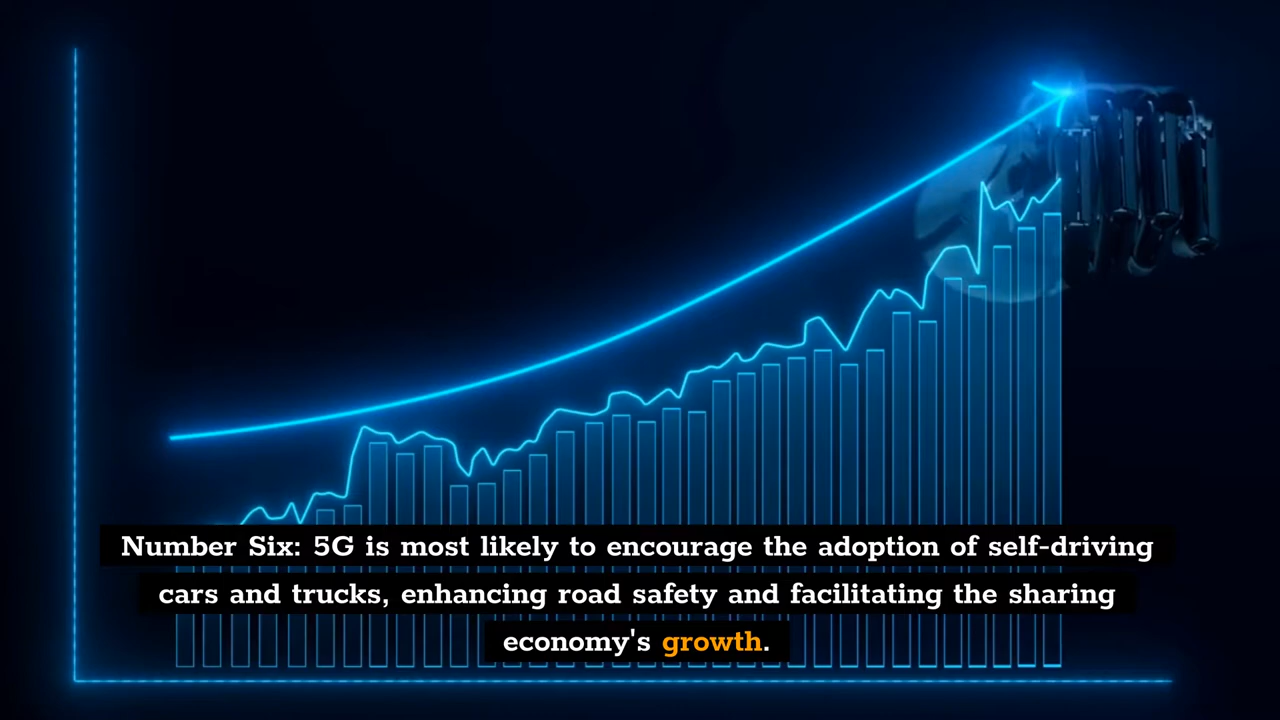 Number Six: 5G is most likely to encourage the adoption of self-driving
cars and trucks, enhancing road safety and facilitating the sharing
economy's growth.